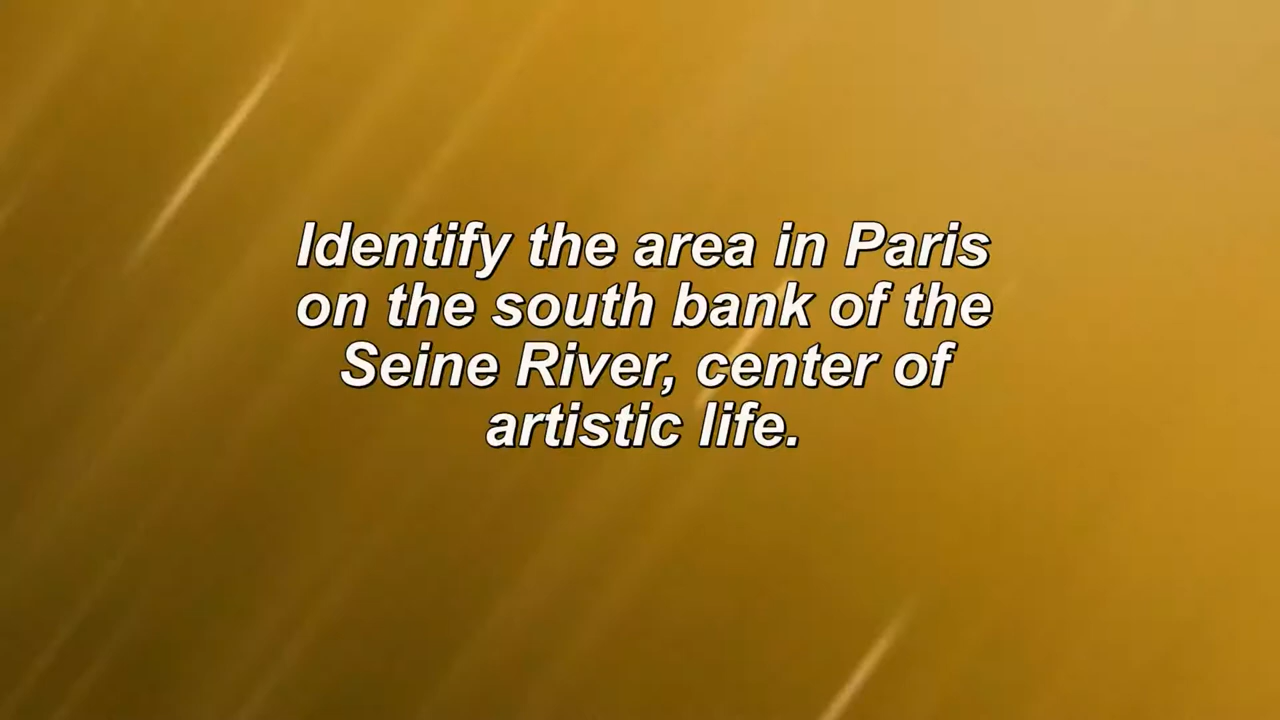 Identify the area in Paris
on the south bank of the
Seine River, center of
artistic life.